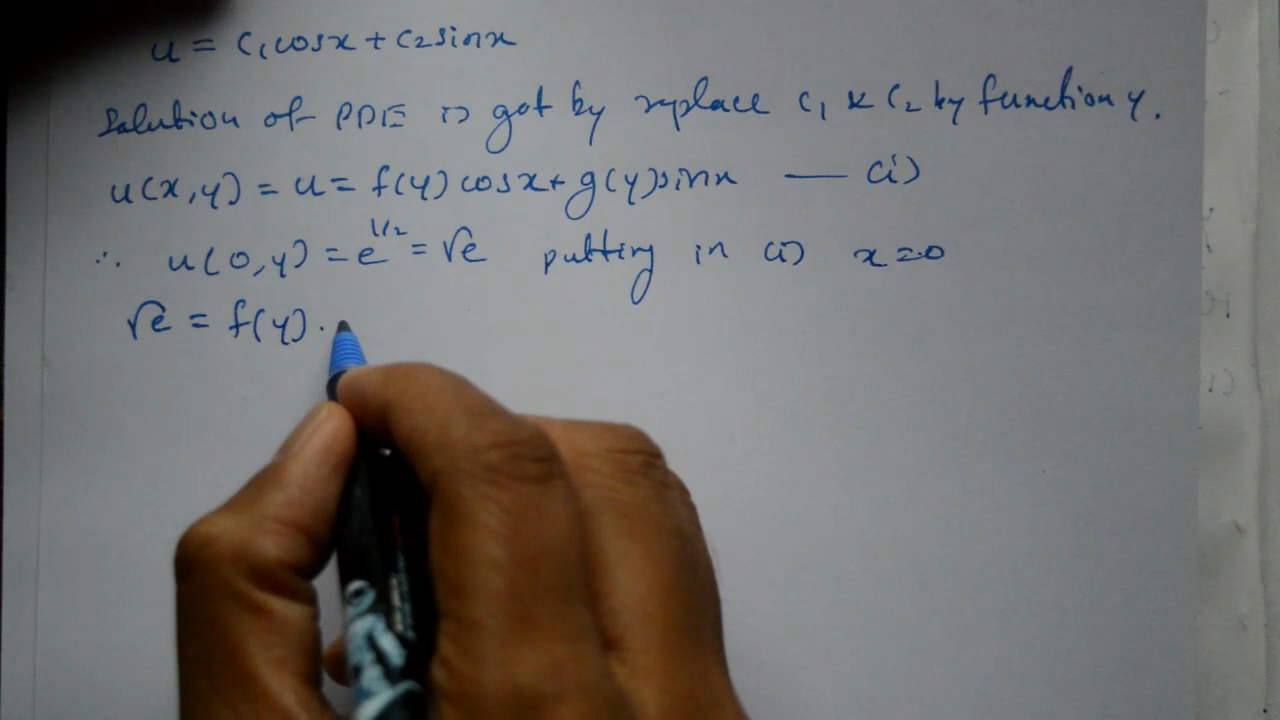 u = c₁cosx + c₂sinx
Solution of PDE is got by replace c₁ & c₂ by function y.
u(x,y) = u = f(y) cosx + g(y) sinx — (i)
∴ u(0,y) = e^1/2 = √e putting in (i) x=0
√e = f(y).